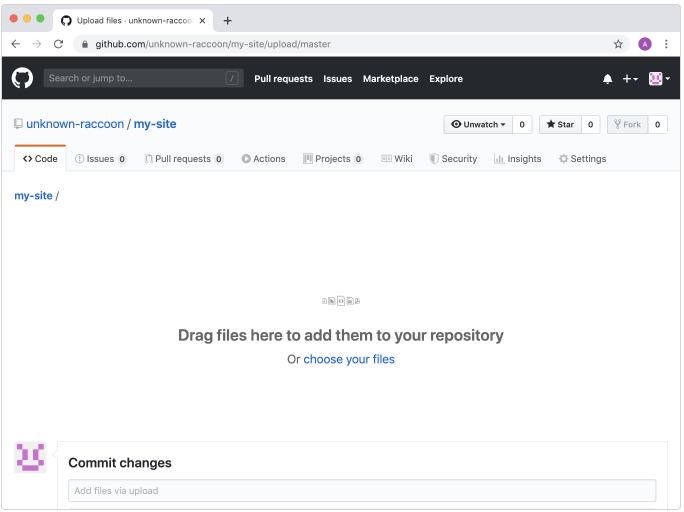 Upload files · unknown-raccoo
github.com/unknown-raccoon/my-site/upload/master
A
Search or jump to... /
Pull requests Issues Marketplace Explore
unknown-raccoon / my-site
Unwatch 0 Star 0 Fork 0
Code Issues 0 Pull requests 0 Actions Projects 0 Wiki Security Insights Settings
my-site /
Drag files here to add them to your repository
Or choose your files
Commit changes
Add files via upload